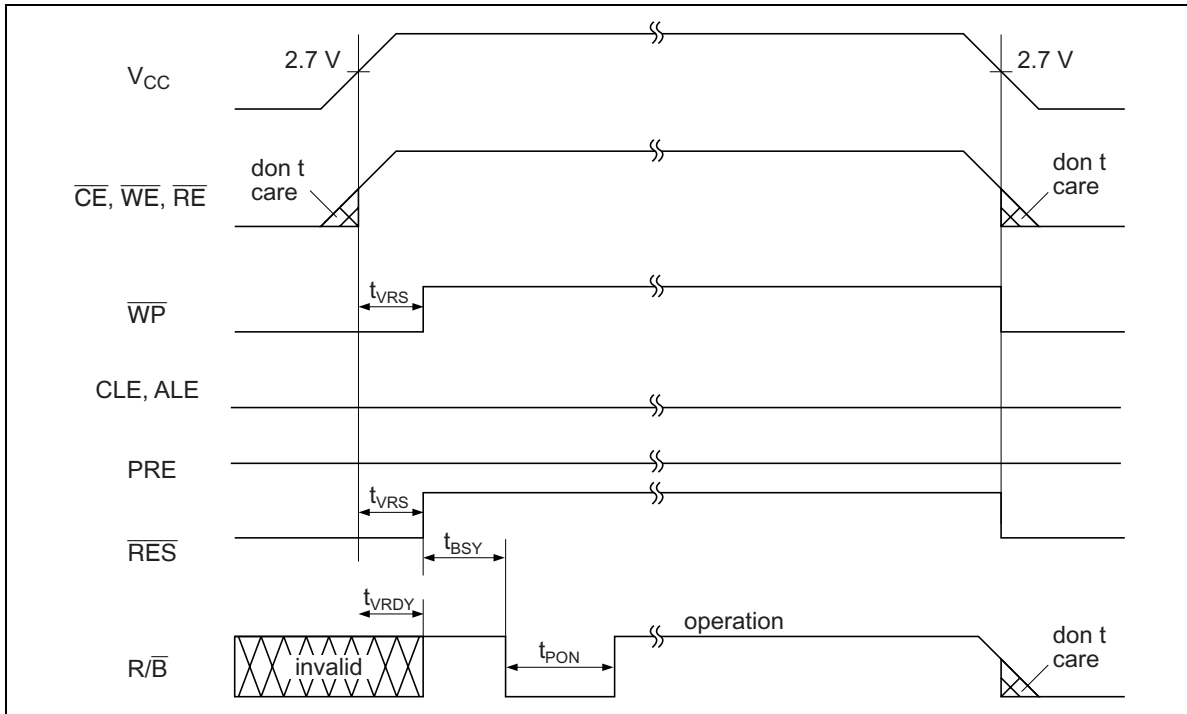 2.7 V
2.7 V
VCC
don t
care
don t
care
CE, WE, RE
tVRS
WP
CLE, ALE
PRE
tVRS
tBSY
RES
tVRDY
operation
don t
care
tPON
invalid
R/B